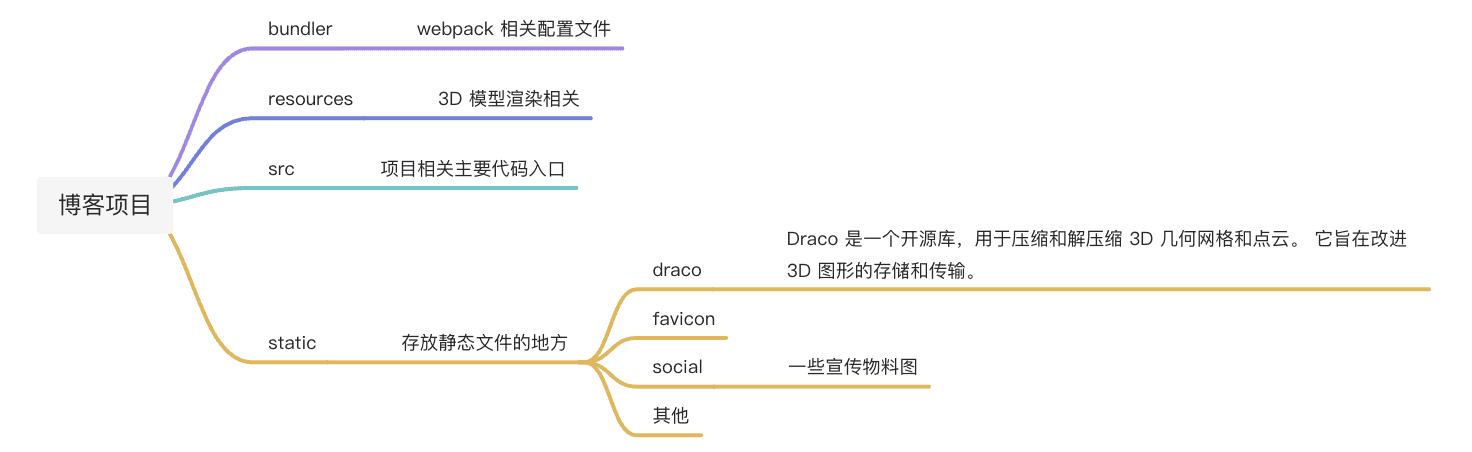 bundler webpack 相关配置文件
resources 3D 模型渲染相关
src 项目相关主要代码入口
博客项目
Draco 是一个开源库，用于压缩和解压缩 3D 几何网格和点云。 它旨在改进
draco 3D 图形的存储和传输。
favicon
static 存放静态文件的地方
social 一些宣传物料图
其他